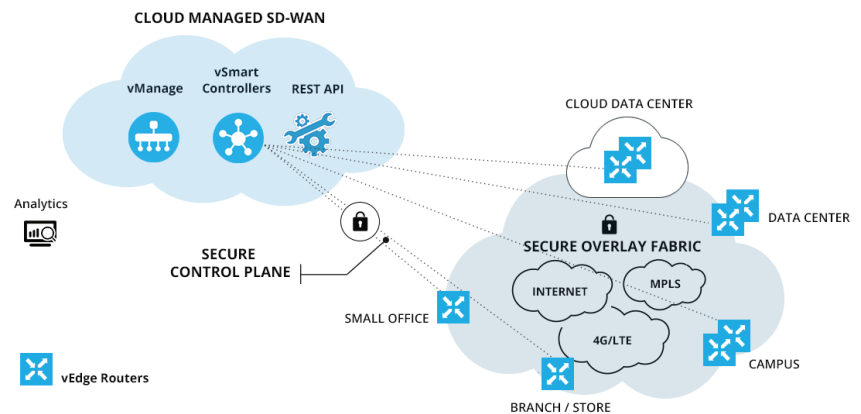 CLOUD MANAGED SD-WAN
vManage
vSmart
Controllers
REST API
CLOUD DATA CENTER
Analytics
DATA CENTER
SECURE
CONTROL PLANE
SECURE OVERLAY FABRIC
INTERNET
MPLS
SMALL OFFICE
4G/LTE
CAMPUS
vEdge Routers
BRANCH / STORE